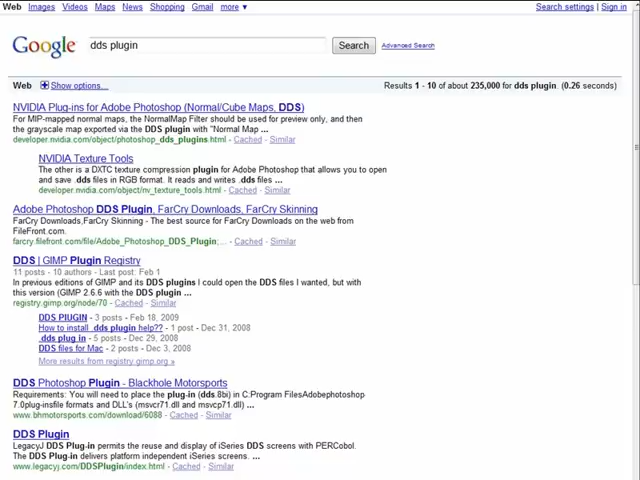 Web Images Videos Maps News Shopping Gmail more ▼ Search settings | Sign in
Google dds plugin Search Advanced Search
Web Show options... Results 1 - 10 of about 235,000 for dds plugin. (0.26 seconds)
NVIDIA Plug-ins for Adobe Photoshop (Normal/Cube Maps, DDS)
For MIP-mapped normal maps, the NormalMap Filter should be used for preview only, and then
the grayscale map exported via the DDS plugin with "Normal Map ...
developer.nvidia.com/object/photoshop_dds_plugins.html - Cached - Similar
NVIDIA Texture Tools
The other is a DXTC texture compression plugin for Adobe Photoshop that allows you to open
and save .dds files in RGB format. It reads and writes .dds files ...
developer.nvidia.com/object/nv_texture_tools.html - Cached - Similar
Adobe Photoshop DDS Plugin, FarCry Downloads, FarCry Skinning
FarCry Downloads,FarCry Skinning - The best source for FarCry Downloads on the web from
FileFront.com.
farcry.filefront.com/file/Adobe_Photoshop_DDS_Plugin;... - Cached - Similar
DDS | GIMP Plugin Registry
11 posts - 10 authors - Last post: Feb 1
In previous editions of GIMP and its DDS plugins I could open the DDS files I wanted, but with
this version (GIMP 2.6.6 with the DDS plugin ...
registry.gimp.org/node/70 - Cached - Similar
DDS PlUGIN - 3 posts - Feb 18, 2009
How to install .dds plugin help?? - 1 post - Dec 31, 2008
.dds plug in - 5 posts - Dec 29, 2008
DDS files for Mac - 2 posts - Dec 3, 2008
More results from registry.gimp.org »
DDS Photoshop Plugin - Blackhole Motorsports
Requirements: You will need to place the plug-in (dds.8bi) in C:Program FilesAdobephotoshop
7.0plug-insfile formats and DLL's (msvcr71.dll and msvcp71.dll) ...
www.bhmotorsports.com/download/6088 - Cached - Similar
DDS Plugin
LegacyJ DDS Plug-in permits the reuse and display of iSeries DDS screens with PERCobol.
The DDS Plug-in delivers platform independent iSeries screens. ...
www.legacyj.com/DDSPlugin/index.html - Cached - Similar